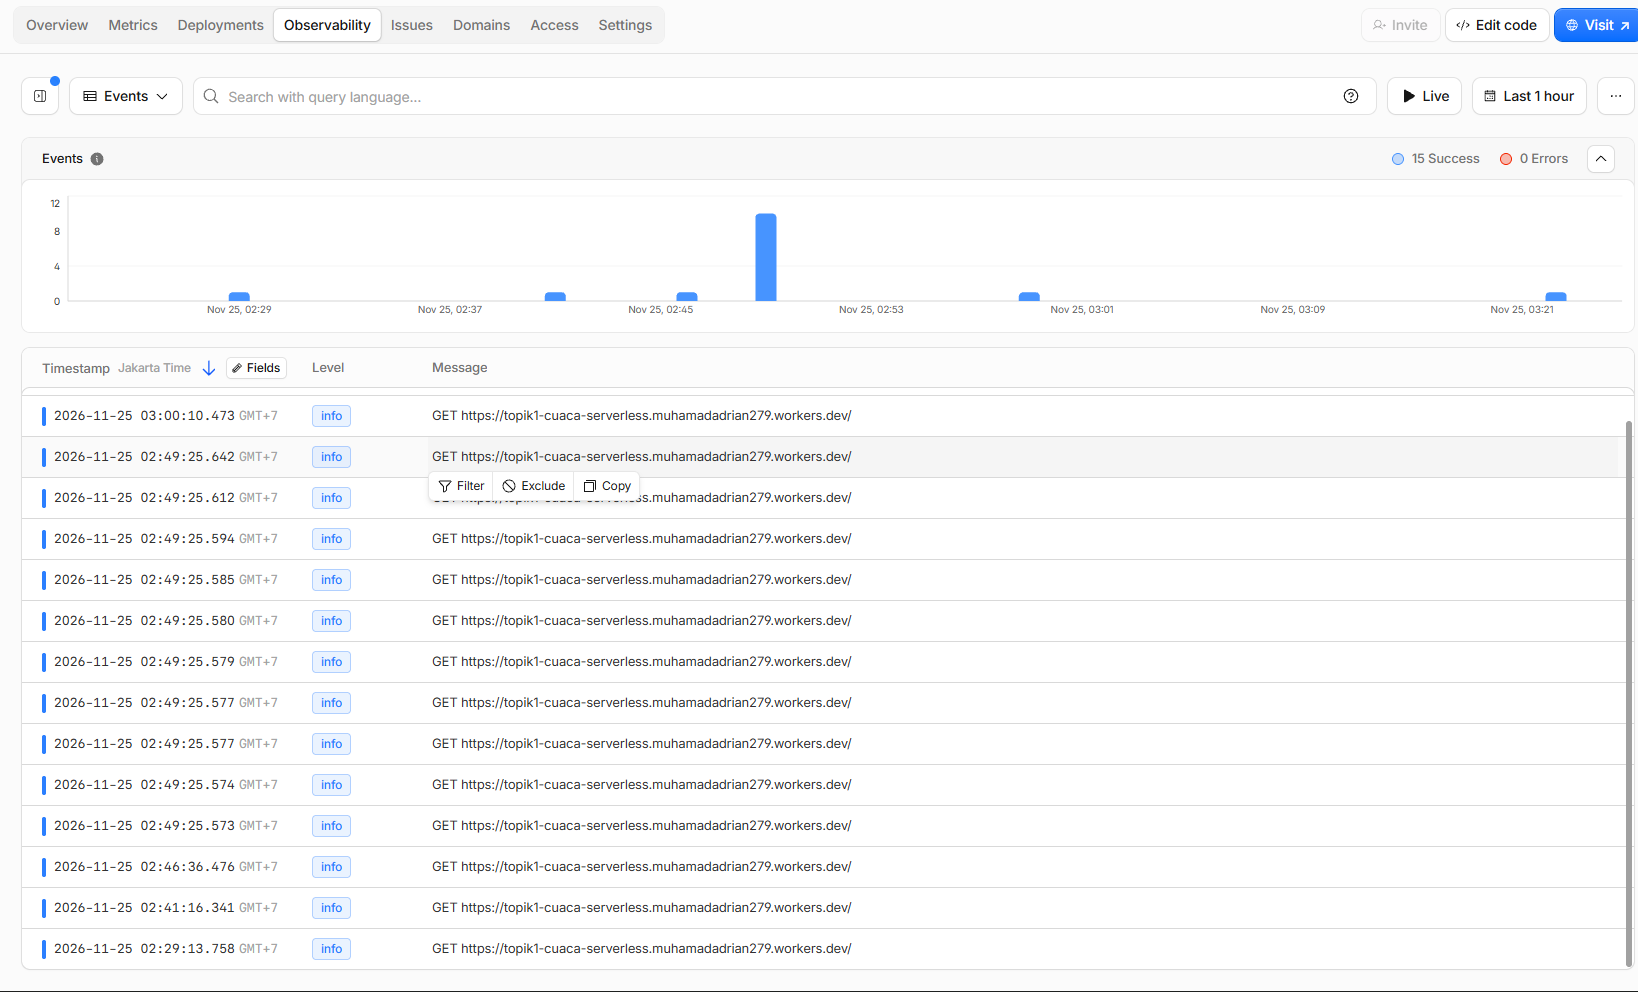 Overview Metrics Deployments Observability Issues Domains Access Settings Invite Edit code Visit
Events Search with query language... Live Last 1 hour
Events 15 Success 0 Errors
12
8
4
0
Nov 25, 02:29 Nov 25, 02:37 Nov 25, 02:45 Nov 25, 02:53 Nov 25, 03:01 Nov 25, 03:09 Nov 25, 03:21
Timestamp Jakarta Time Fields Level Message
2026-11-25 03:00:10.473 GMT+7 info GET https://topik1-cuaca-serverless.muhamadadrian279.workers.dev/
2026-11-25 02:49:25.642 GMT+7 info GET https://topik1-cuaca-serverless.muhamadadrian279.workers.dev/
Filter Exclude Copy
2026-11-25 02:49:25.612 GMT+7 info GET https://topik1-cuaca-serverless.muhamadadrian279.workers.dev/
2026-11-25 02:49:25.594 GMT+7 info GET https://topik1-cuaca-serverless.muhamadadrian279.workers.dev/
2026-11-25 02:49:25.585 GMT+7 info GET https://topik1-cuaca-serverless.muhamadadrian279.workers.dev/
2026-11-25 02:49:25.580 GMT+7 info GET https://topik1-cuaca-serverless.muhamadadrian279.workers.dev/
2026-11-25 02:49:25.579 GMT+7 info GET https://topik1-cuaca-serverless.muhamadadrian279.workers.dev/
2026-11-25 02:49:25.577 GMT+7 info GET https://topik1-cuaca-serverless.muhamadadrian279.workers.dev/
2026-11-25 02:49:25.577 GMT+7 info GET https://topik1-cuaca-serverless.muhamadadrian279.workers.dev/
2026-11-25 02:49:25.574 GMT+7 info GET https://topik1-cuaca-serverless.muhamadadrian279.workers.dev/
2026-11-25 02:49:25.573 GMT+7 info GET https://topik1-cuaca-serverless.muhamadadrian279.workers.dev/
2026-11-25 02:46:36.476 GMT+7 info GET https://topik1-cuaca-serverless.muhamadadrian279.workers.dev/
2026-11-25 02:41:16.341 GMT+7 info GET https://topik1-cuaca-serverless.muhamadadrian279.workers.dev/
2026-11-25 02:29:13.758 GMT+7 info GET https://topik1-cuaca-serverless.muhamadadrian279.workers.dev/